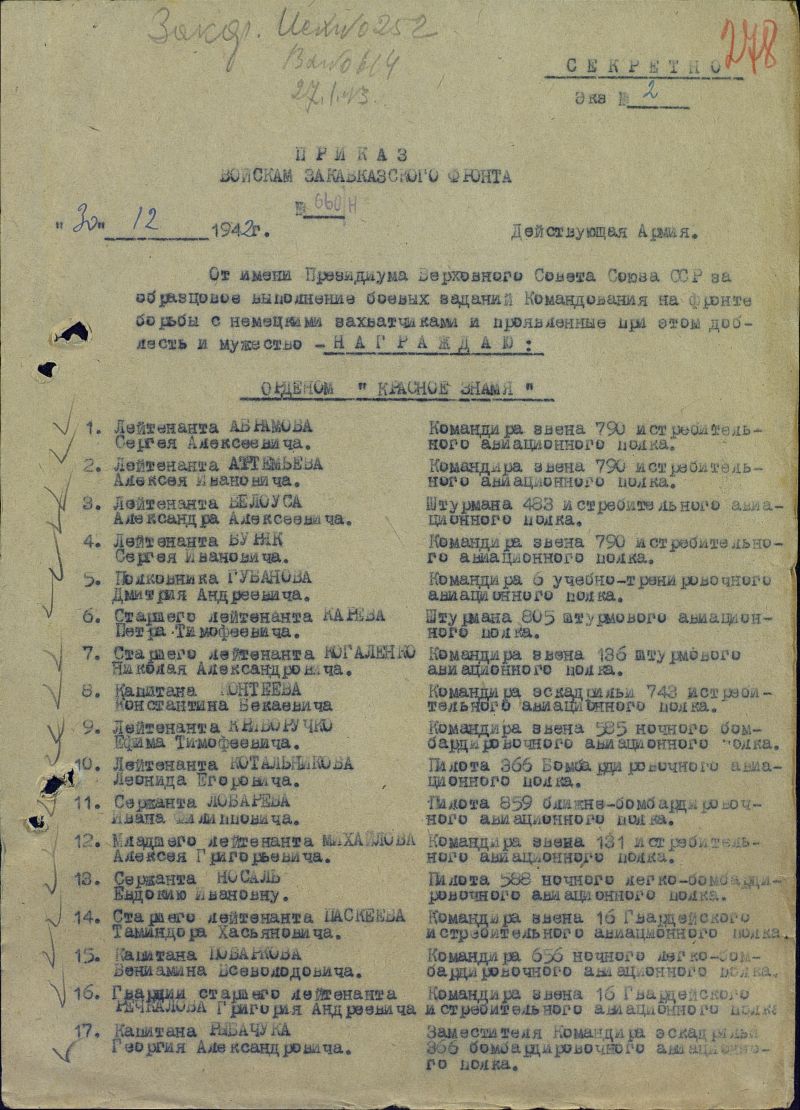 278
Исх№0252
27.1.43.
СЕКРЕТНО
Экз № 2
ПРИКАЗ
ВОЙСКАМ ЗАКАВКАЗСКОГО ФРОНТА
№ 660/Н
"30" 12 1942г. Действующая Армия.
От имени Президиума Верховного Совета Союза ССР за
образцовое выполнение боевых заданий Командования на фронте
борьбы с немецкими захватчиками и проявленные при этом доб-
лесть и мужество - НАГРАЖДАЮ:
ОРДЕНОМ "КРАСНОЕ ЗНАМЯ"
1. Лейтенанта АВРАМОВА Командира звена 790 истребитель-
Сергея Алексеевича. ного авиационного полка.
2. Лейтенанта АРТЕМЬЕВА Командира звена 790 истребитель-
Алексея Ивановича. ного авиационного полка.
3. Лейтенанта БЕЛОУСА Штурмана 483 истребительного авиа-
Александра Алексеевича. ционного полка.
4. Лейтенанта БУРЯК Командира звена 790 истребительно-
Сергея Ивановича. го авиационного полка.
5. Полковника ГУБАНОВА Командира 6 учебно-тренировочного
Дмитрия Андреевича. авиационного полка.
6. Старшего лейтенанта КАРЕВА Штурмана 805 штурмового авиацион-
Петра Тимофеевича. ного полка.
7. Старшего лейтенанта КОГАЛЕНКО Командира звена 136 штурмового
Николая Александровича. авиационного полка.
8. Капитана КОНТЕЕВА Командира эскадрильи 743 истреби-
Константина Бекаевича тельного авиационного полка.
9. Лейтенанта КРИВОРУЧКО Командира звена 585 ночного бом-
Ефима Тимофеевича. бардировочного авиационного полка.
10. Лейтенанта КОТАЛЬНИКОВА Пилота 366 Бомбардировочного авиа-
Леонида Егоровича. ционного полка.
11. Сержанта ЛОБАРЕВА Пилота 859 ближне-бомбардировоч-
Ивана Филипповича. ного авиационного полка.
12. Младшего лейтенанта МИХАЙЛОВА Командира звена 131 истребитель-
Алексея Григорьевича. ного авиационного полка.
13. Сержанта НОСАЛЬ Пилота 588 ночного легко-бомбарди-
Евдокию Ивановну. ровочного авиационного полка.
14. Старшего лейтенанта ПАСКЕЕВА Командира звена 16 Гвардейского
Таминдора Хасьяновича. истребительного авиационного полка.
15. Капитана ПОВАРКОВА Командира 656 ночного легко-бом-
Вениамина Всеволодовича. бардировочного авиационного полка.
16. Гвардии старшего лейтенанта Командира звена 16 Гвардейского
РЕЧКАЛОВА Григория Андреевича истребительного авиационного полка
17. Капитана РЫБАЧУКА Заместителя Командира эскадрильи
Георгия Александровича. 366 бомбардировочного авиационно-
го полка.